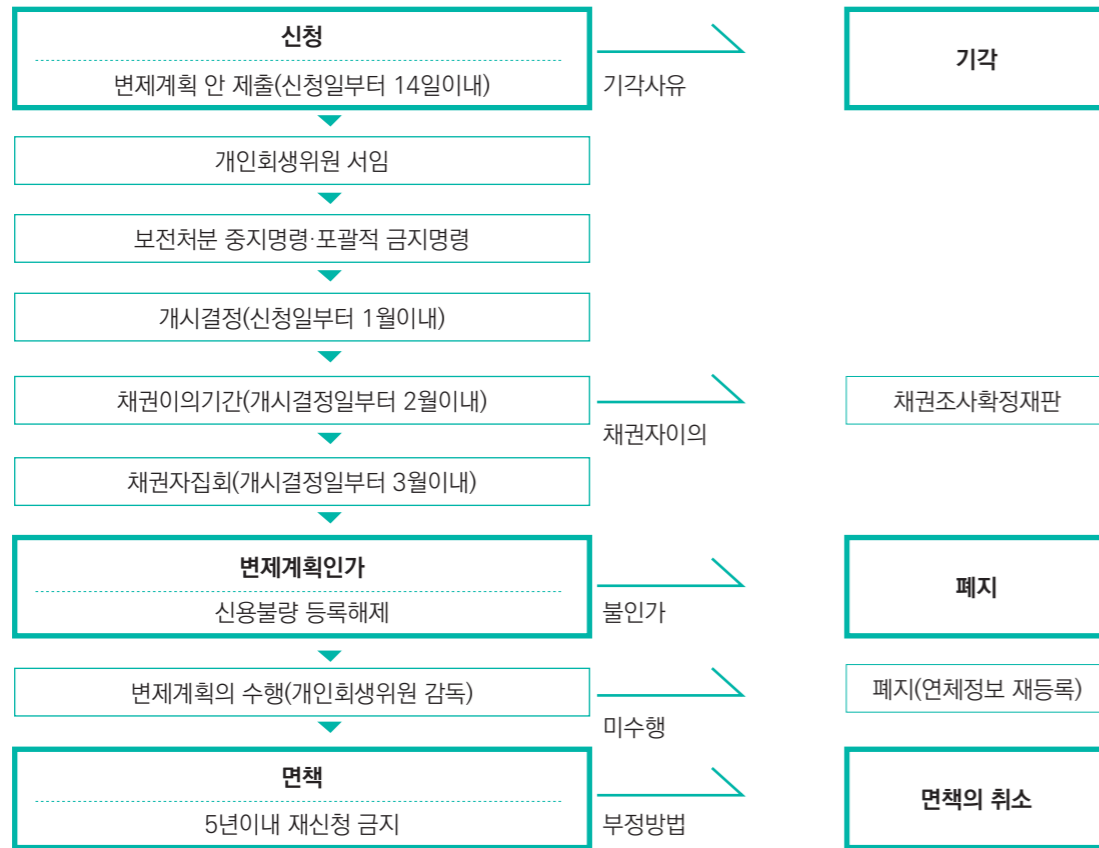 신청
변제계획 안 제출(신청일부터 14일이내)
기각사유
기각
개인회생위원 서임
보전처분 중지명령·포괄적 금지명령
개시결정(신청일부터 1월이내)
채권이의기간(개시결정일부터 2월이내)
채권자이의
채권조사확정재판
채권자집회(개시결정일부터 3월이내)
변제계획인가
신용불량 등록해제
불인가
폐지
변제계획의 수행(개인회생위원 감독)
미수행
폐지(연체정보 재등록)
면책
5년이내 재신청 금지
부정방법
면책의 취소